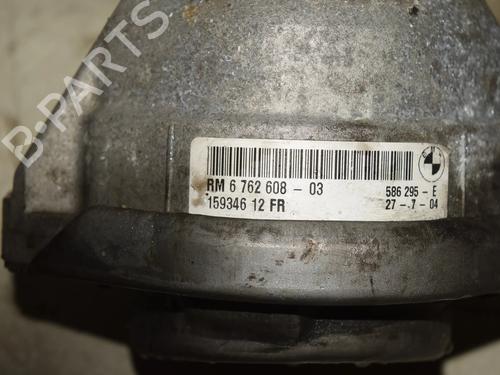 B-PARTS
RM 6 762 608 - 03
586 295 - E
159346 12 FR
27 -.7 - 04